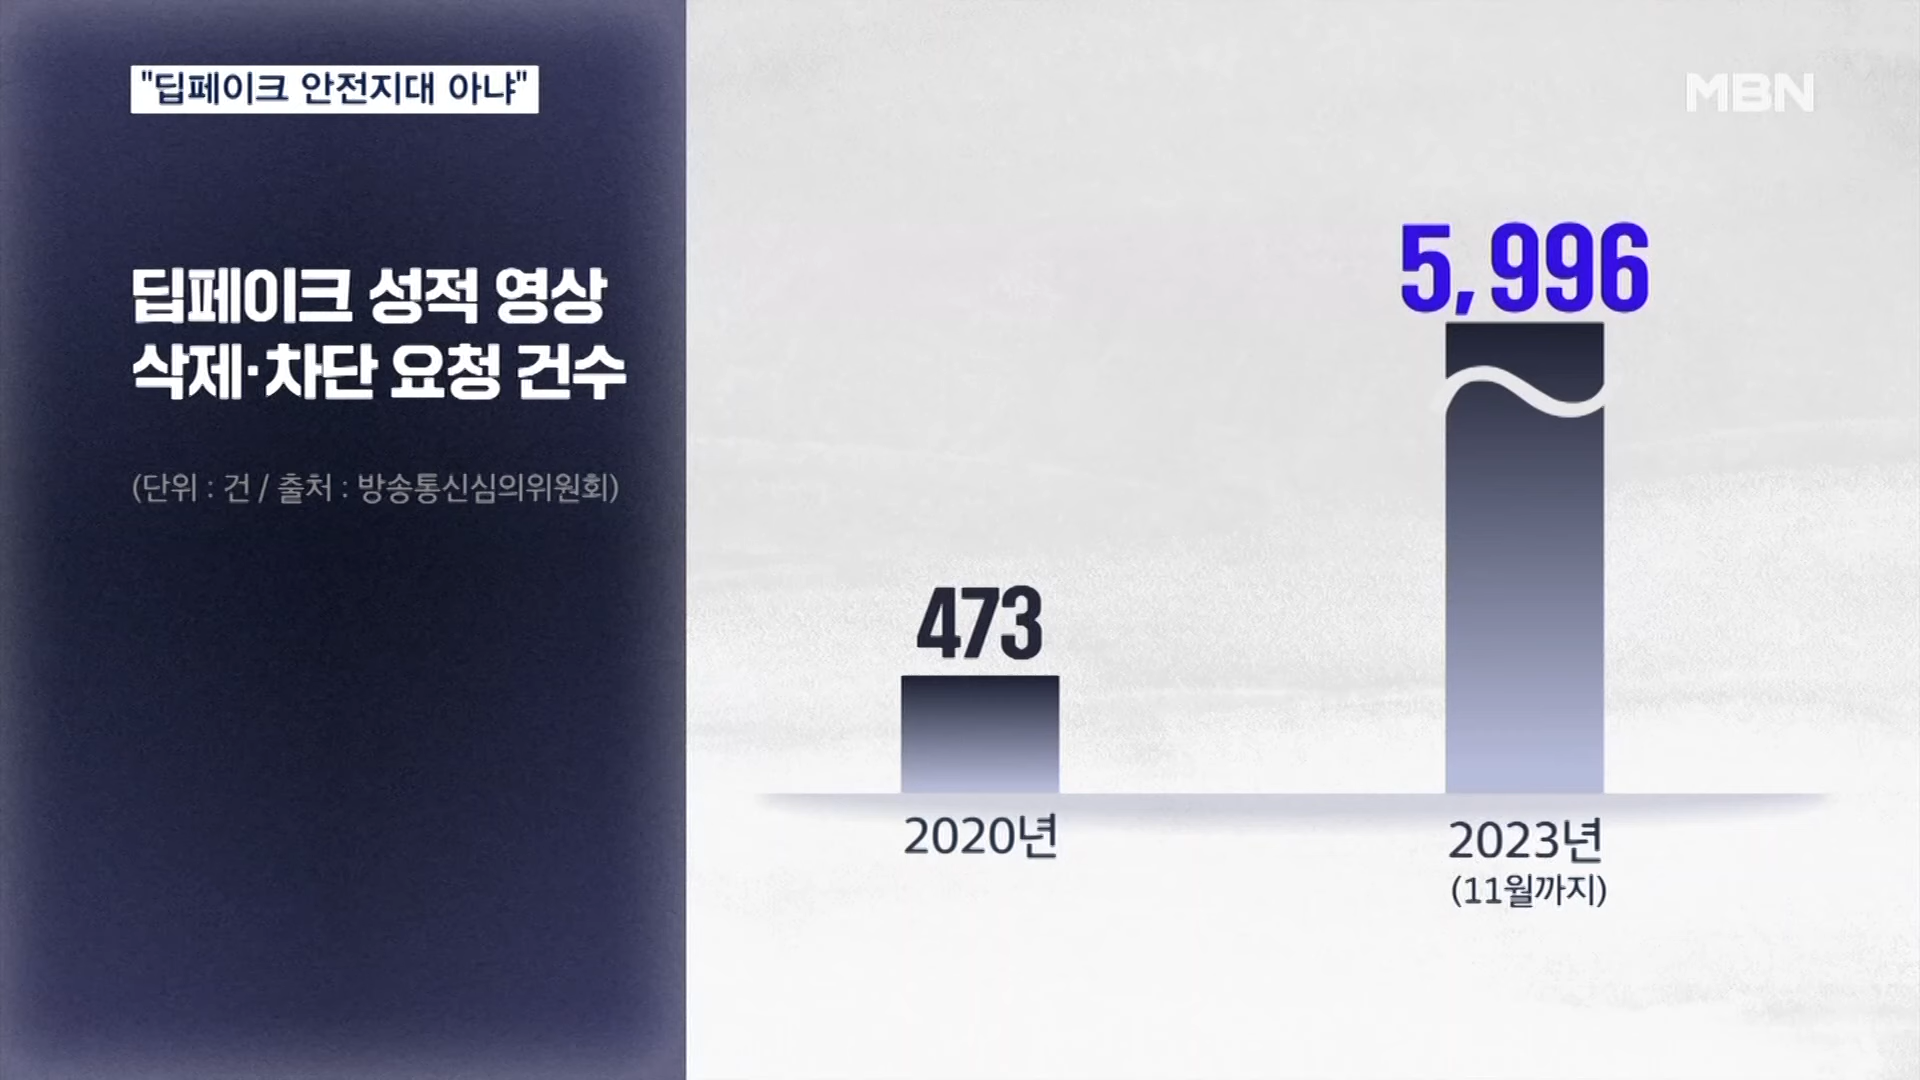 "딥페이크 안전지대 아냐"
MBN
딥페이크 성적 영상
삭제·차단 요청 건수
(단위 : 건 / 출처 : 방송통신심의위원회)
5,996
473
2020년
2023년
(11월까지)